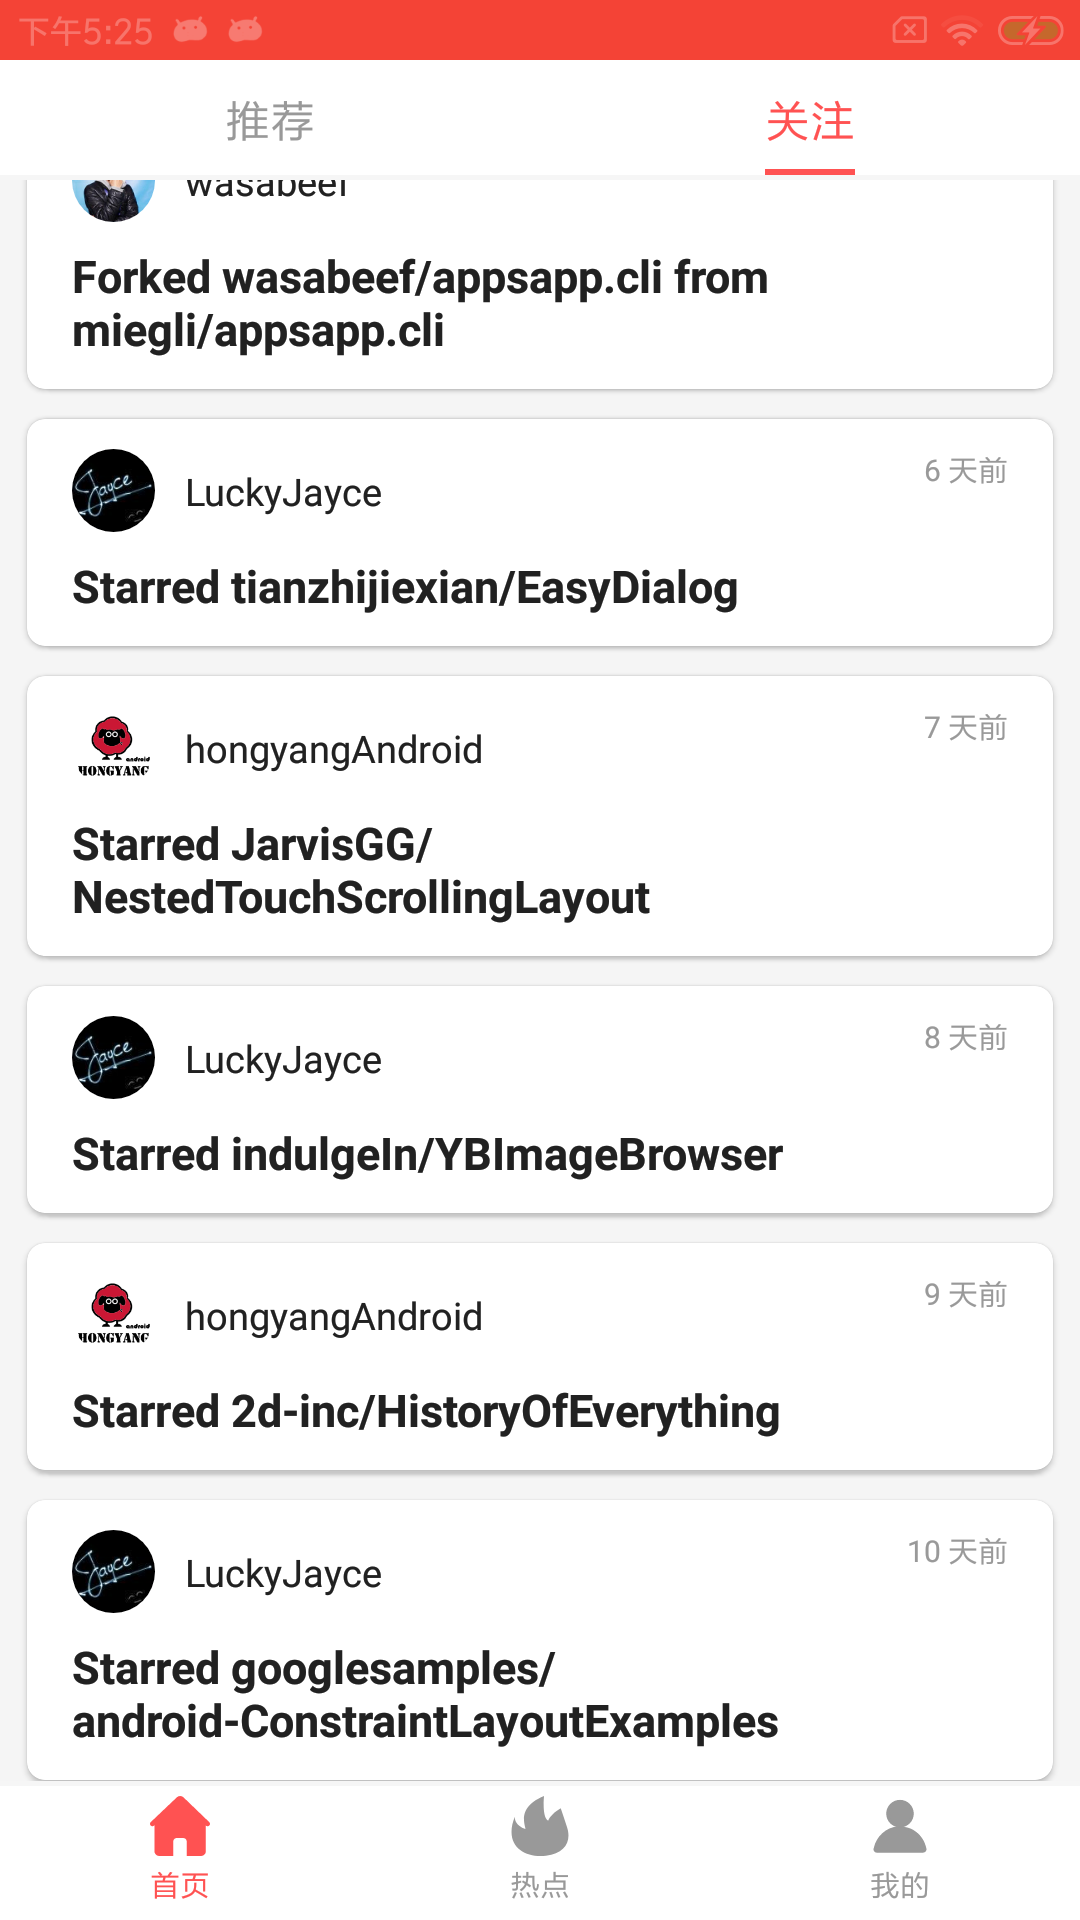 下午5:25
推荐
关注
wasabeef
Forked wasabeef/appsapp.cli from
miegli/appsapp.cli
6 天前
LuckyJayce
Starred tianzhijiexian/EasyDialog
7 天前
hongyangAndroid
Starred JarvisGG/
NestedTouchScrollingLayout
8 天前
LuckyJayce
Starred indulgeIn/YBImageBrowser
9 天前
hongyangAndroid
Starred 2d-inc/HistoryOfEverything
10 天前
LuckyJayce
Starred googlesamples/
android-ConstraintLayoutExamples
首页
热点
我的